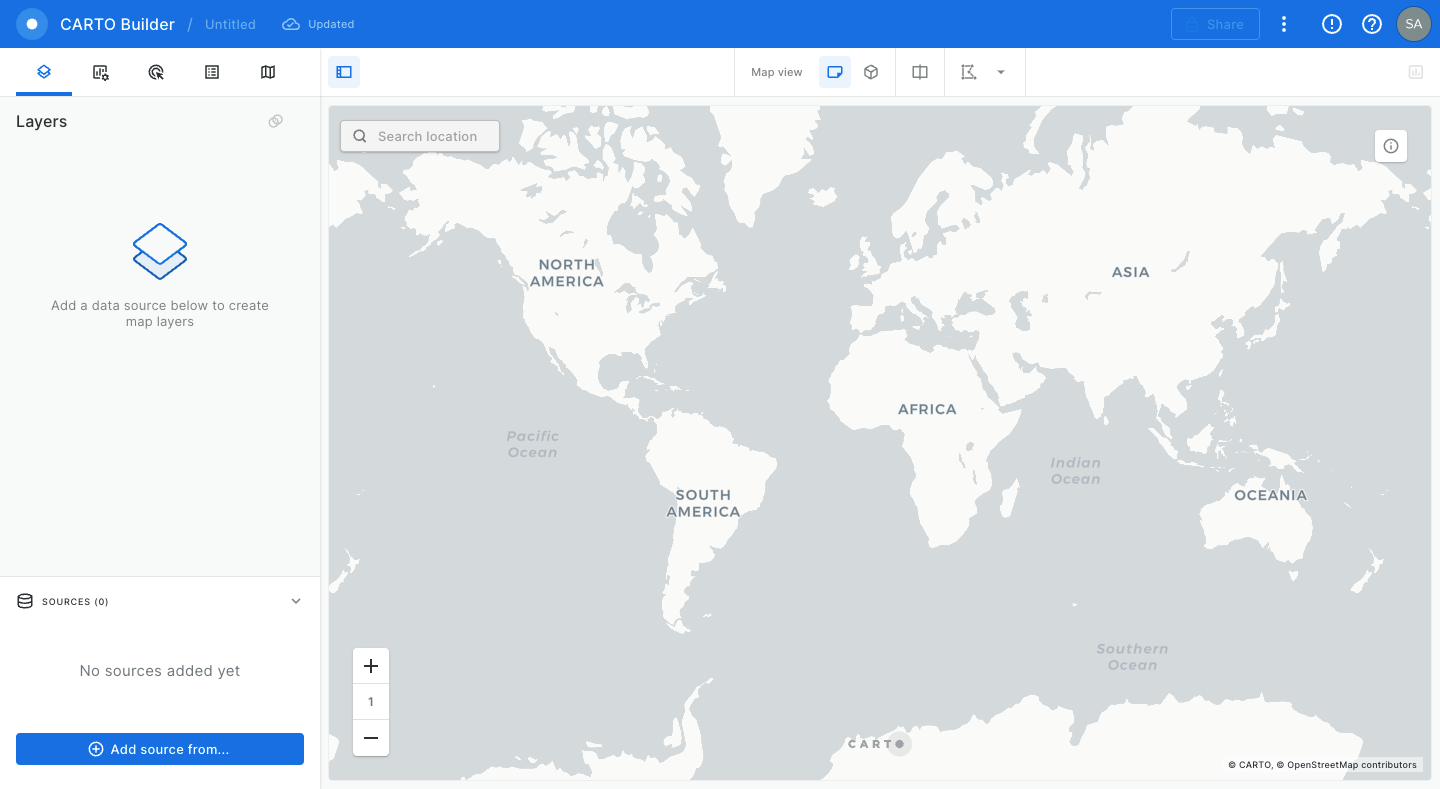 CARTO Builder / Untitled Updated Share SA
Map view
Layers
Search location
Add a data source below to create
map layers
NORTH
AMERICA
ASIA
AFRICA
Pacific
Ocean
Indian
Ocean
SOUTH
AMERICA
OCEANIA
SOURCES (0)
No sources added yet
Southern
Ocean
1
Add source from...
CARTO
© CARTO, © OpenStreetMap contributors